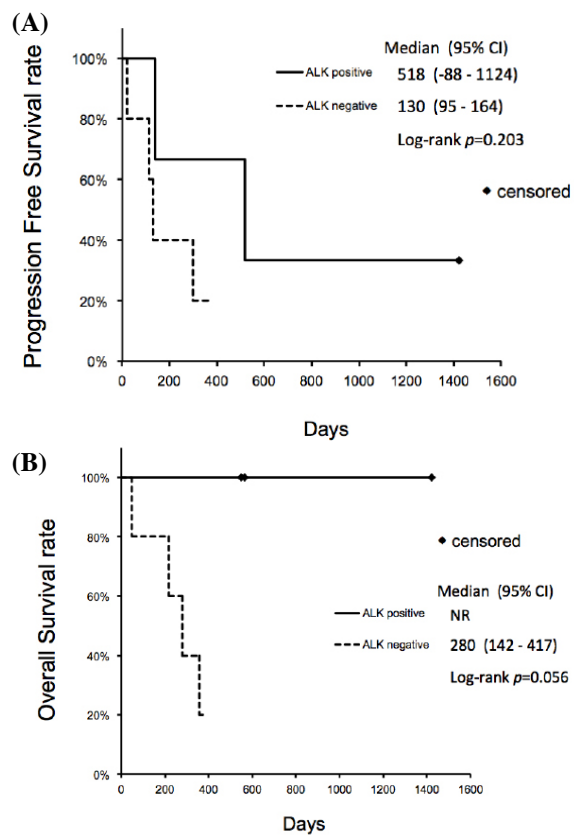 (A)
Progression Free Survival rate
100%
80%
60%
40%
20%
0%
0 200 400 600 800 1000 1200 1400 1600
Days
Median (95% CI)
ALK positive 518 (-88 - 1124)
ALK negative 130 (95 - 164)
Log-rank p=0.203
censored
(B)
Overall Survival rate
100%
80%
60%
40%
20%
0%
0 200 400 600 800 1000 1200 1400 1600
Days
censored
Median (95% CI)
ALK positive NR
ALK negative 280 (142 - 417)
Log-rank p=0.056